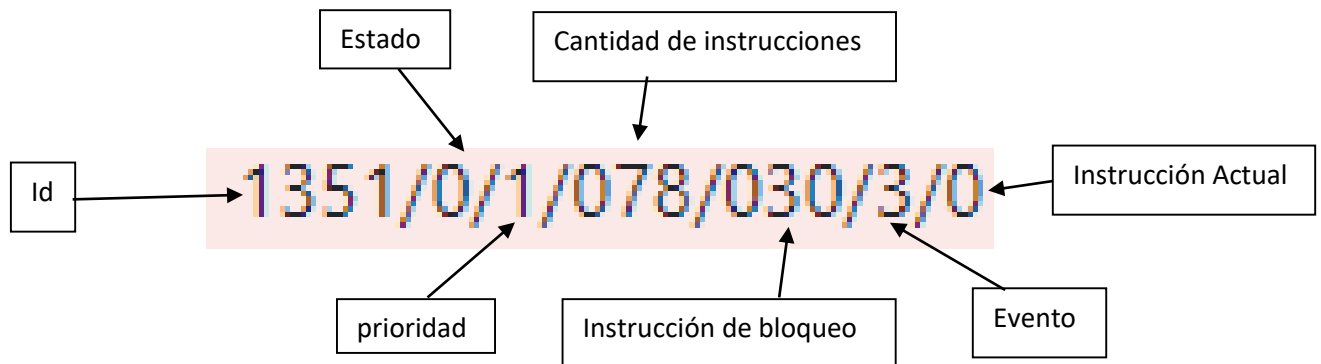 Estado
Cantidad de instrucciones
Id
1351/0/1/078/030/3/0
Instrucción Actual
prioridad
Instrucción de bloqueo
Evento